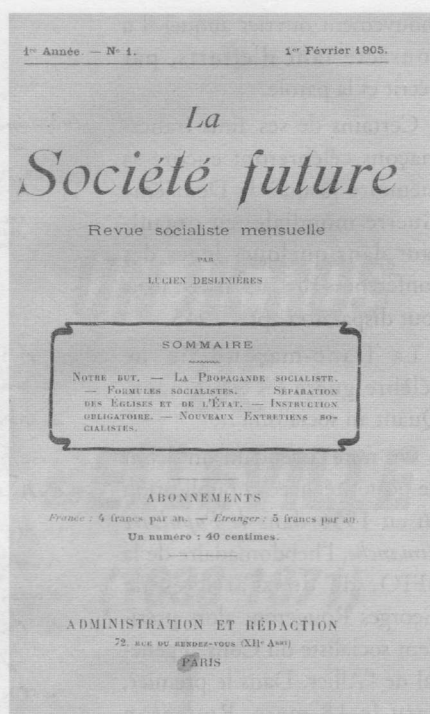 1re Année. — No 1. 1er Février 1905.
La
Société future
Revue socialiste mensuelle
PAR
LUCIEN DESLINIÈRES
SOMMAIRE
NOTRE BUT. — LA PROPAGANDE SOCIALISTE.
— FORMULES SOCIALISTES. — SÉPARATION
DES ÉGLISES ET DE L'ÉTAT. — INSTRUCTION
OBLIGATOIRE. — NOUVEAUX ENTRETIENS SO-
CIALISTES.
ABONNEMENTS
France : 4 francs par an. — Étranger : 5 francs par an.
Un numéro : 40 centimes.
ADMINISTRATION ET RÉDACTION
72, RUE DU RENDEZ-VOUS (XIIe Arrt)
PARIS